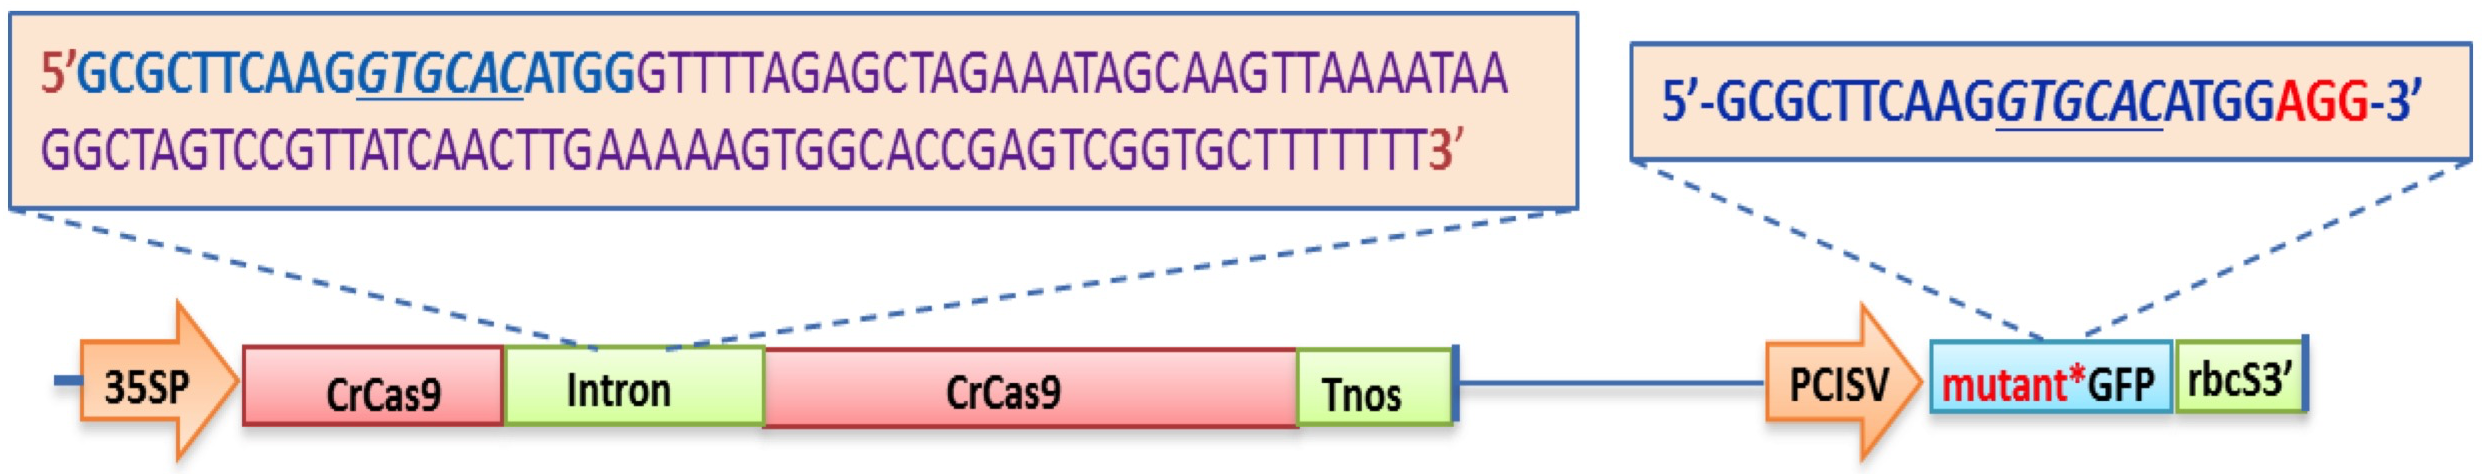 5'GCGCTTCAAGGTGCACATGGGTTTTAGAGCTAGAAATAGCAAGTTAAAATAA
GGCTAGTCCGTTATCAACTTGAAAAAGTGGCACCGAGTCGGTGCTTTTTTT3'
5'-GCGCTTCAAGGTGCACATGGAGG-3'
35SP
CrCas9
Intron
CrCas9
Tnos
PCISV
mutant*GFP
rbcS3'